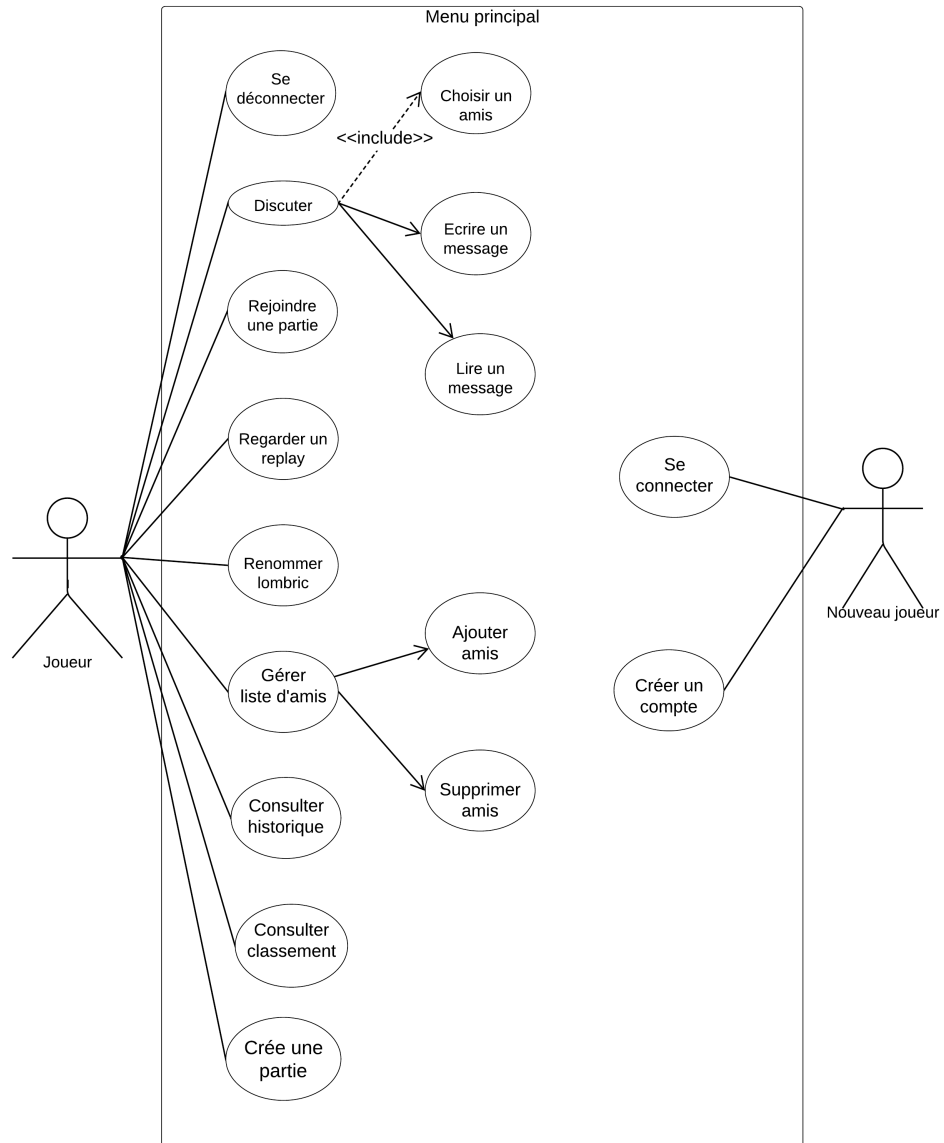 Menu principal
Se
déconnecter
Choisir un
amis
<<include>>
Discuter
Ecrire un
message
Rejoindre
une partie
Lire un
message
Regarder un
replay
Se
connecter
Renommer
lombric
Joueur
Nouveau joueur
Gérer
liste d'amis
Ajouter
amis
Créer un
compte
Supprimer
amis
Consulter
historique
Consulter
classement
Crée une
partie